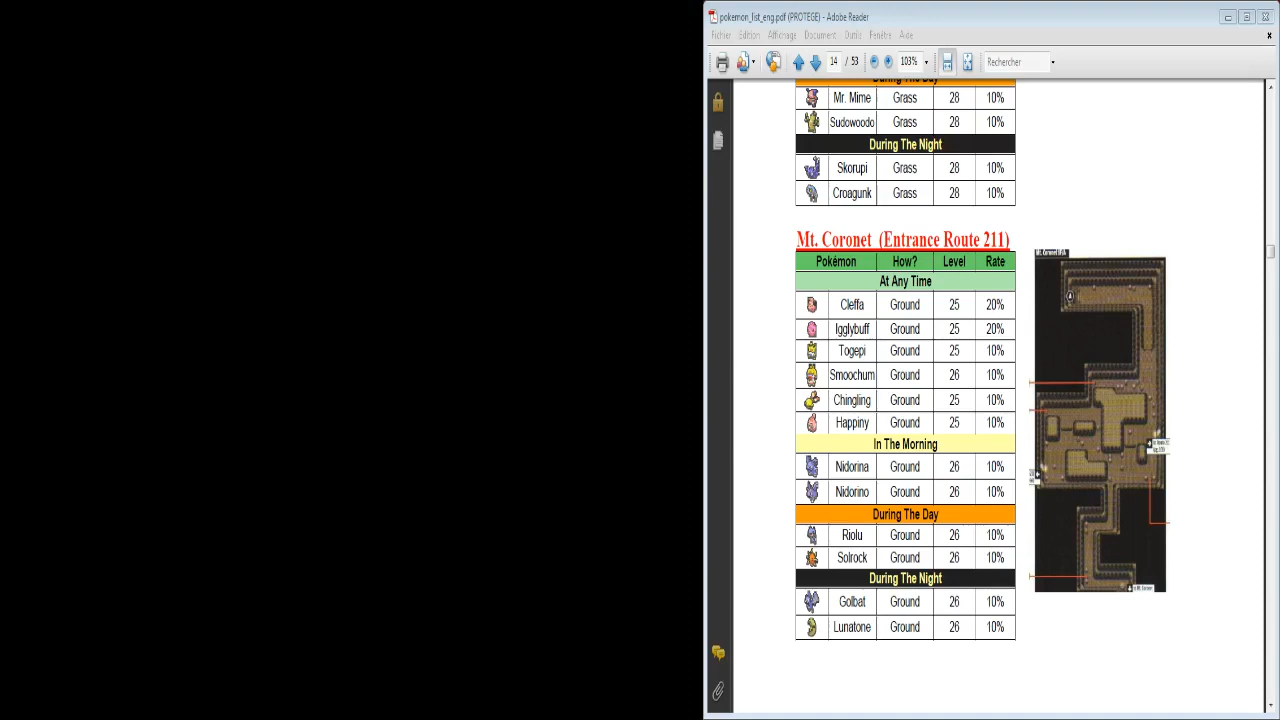 pokemon_list_eng.pdf (PROTEGE) - Adobe Reader
Fichier Edition Affichage Document Outils Fenêtre Aide
14 / 53 103% Rechercher
During The Day
Mr. Mime Grass 28 10%
Sudowoodo Grass 28 10%
During The Night
Skorupi Grass 28 10%
Croagunk Grass 28 10%
Mt. Coronet (Entrance Route 211)
Pokémon How? Level Rate
At Any Time
Cleffa Ground 25 20%
Igglybuff Ground 25 20%
Togepi Ground 25 10%
Smoochum Ground 26 10%
Chingling Ground 25 10%
Happiny Ground 25 10%
In The Morning
Nidorina Ground 26 10%
Nidorino Ground 26 10%
During The Day
Riolu Ground 26 10%
Solrock Ground 26 10%
During The Night
Golbat Ground 26 10%
Lunatone Ground 26 10%
Mt. Coronet